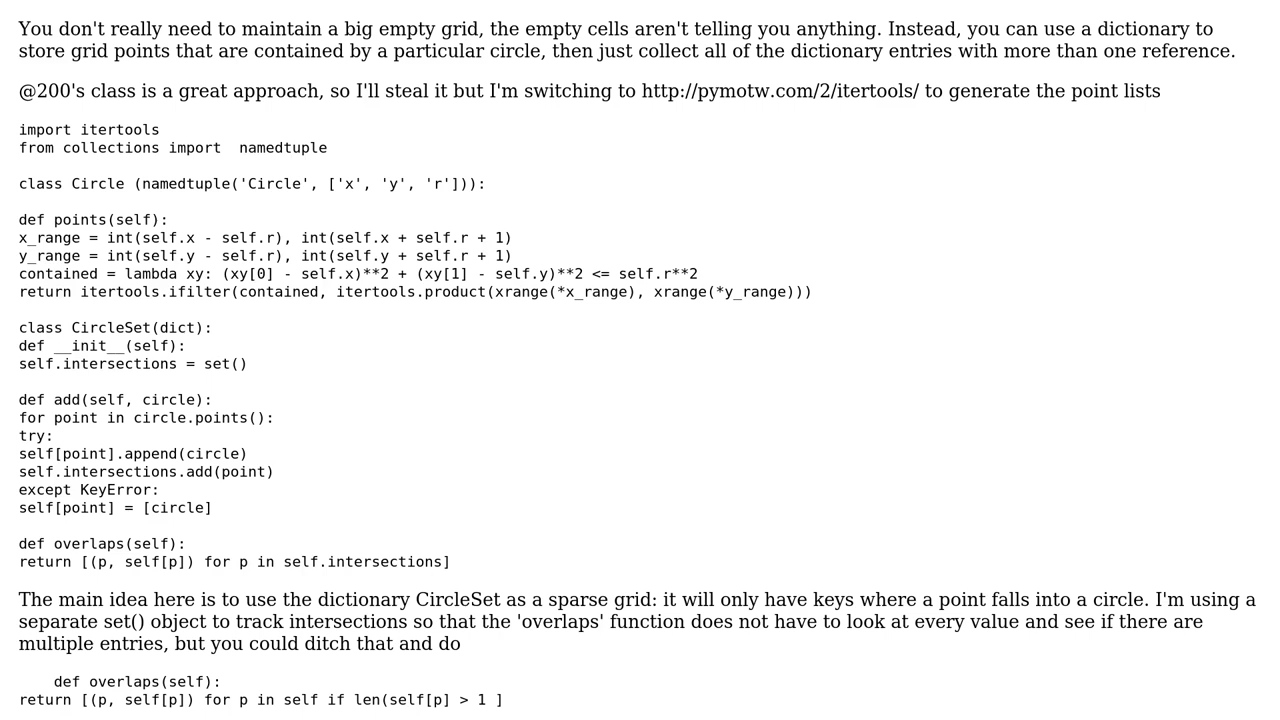 You don't really need to maintain a big empty grid, the empty cells aren't telling you anything. Instead, you can use a dictionary to
store grid points that are contained by a particular circle, then just collect all of the dictionary entries with more than one reference.
@200's class is a great approach, so I'll steal it but I'm switching to http://pymotw.com/2/itertools/ to generate the point lists
import itertools
from collections import  namedtuple
class Circle (namedtuple('Circle', ['x', 'y', 'r'])):
def points(self):
x_range = int(self.x - self.r), int(self.x + self.r + 1)
y_range = int(self.y - self.r), int(self.y + self.r + 1)
contained = lambda xy: (xy[0] - self.x)**2 + (xy[1] - self.y)**2 <= self.r**2
return itertools.ifilter(contained, itertools.product(xrange(*x_range), xrange(*y_range)))
class CircleSet(dict):
def __init__(self):
self.intersections = set()
def add(self, circle):
for point in circle.points():
try:
self[point].append(circle)
self.intersections.add(point)
except KeyError:
self[point] = [circle]
def overlaps(self):
return [(p, self[p]) for p in self.intersections]
The main idea here is to use the dictionary CircleSet as a sparse grid: it will only have keys where a point falls into a circle. I'm using a
separate set() object to track intersections so that the 'overlaps' function does not have to look at every value and see if there are
multiple entries, but you could ditch that and do
    def overlaps(self):
return [(p, self[p]) for p in self if len(self[p] > 1 ]